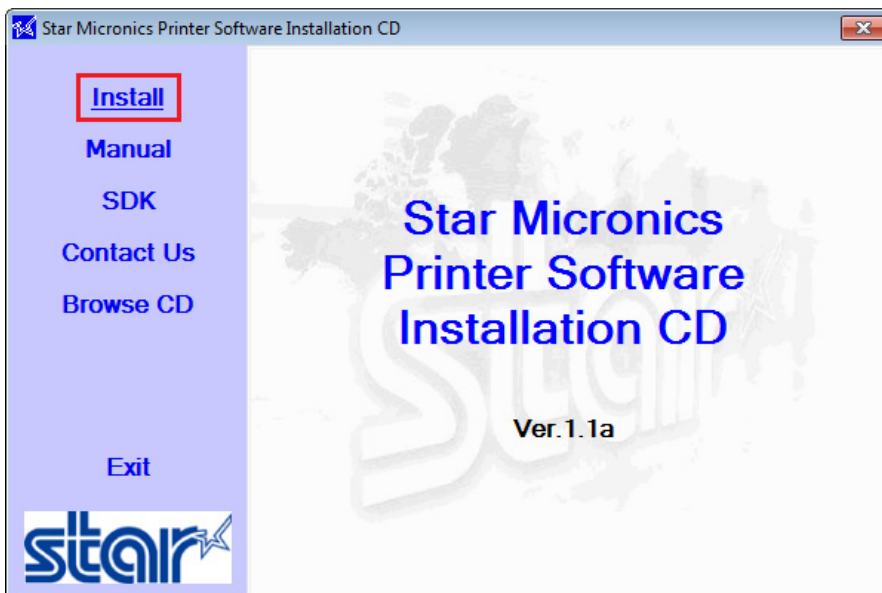 Star Micronics Printer Software Installation CD
Install
Manual
SDK
Contact Us
Browse CD
Exit
star
Star Micronics
Printer Software
Installation CD
Ver.1.1a
star